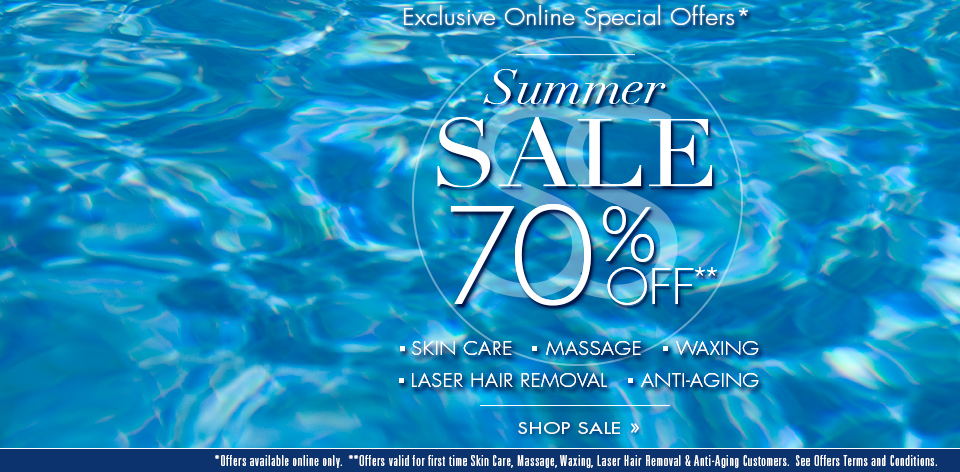 Exclusive Online Special Offers*
Summer
SALE
70%
OFF**
▪ SKIN CARE ▪ MASSAGE ▪ WAXING
▪ LASER HAIR REMOVAL ▪ ANTI-AGING
SHOP SALE »
*Offers available online only. **Offers valid for first time Skin Care, Massage, Waxing, Laser Hair Removal & Anti-Aging Customers. See Offers Terms and Conditions.